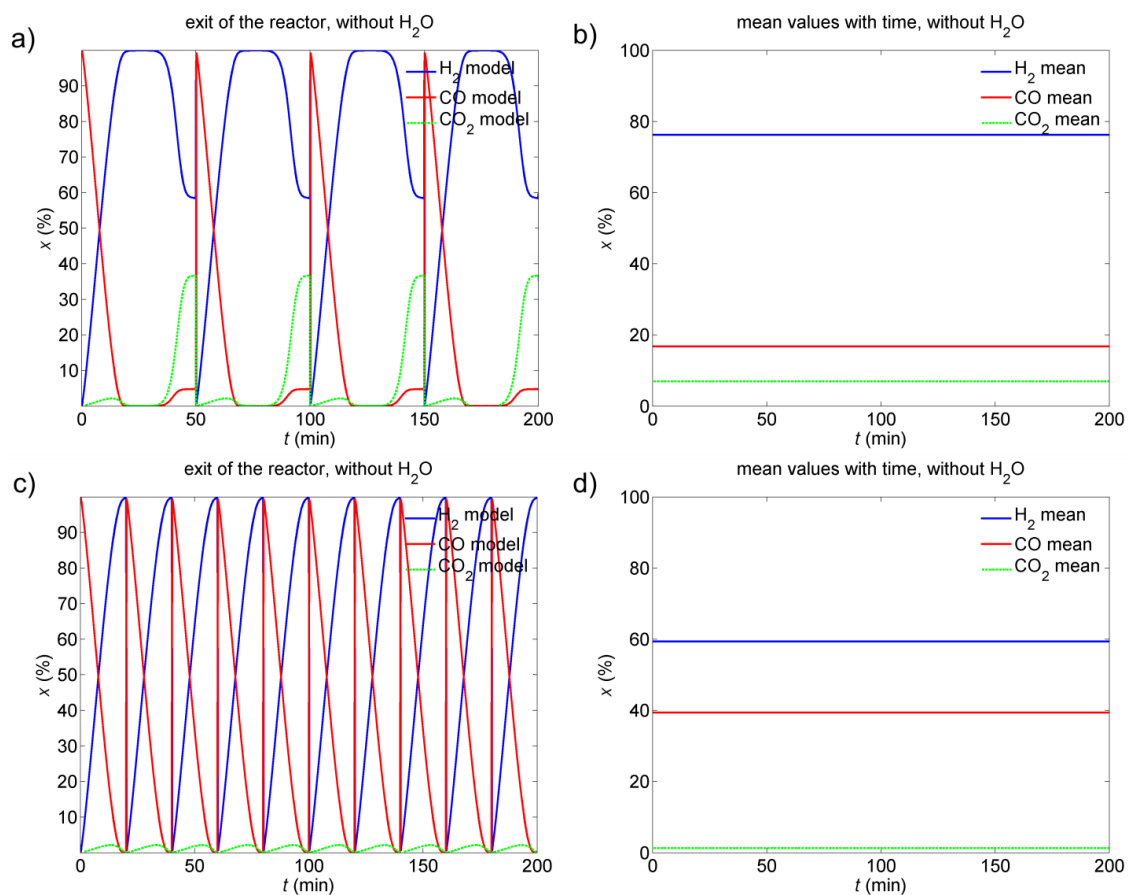 a)
exit of the reactor, without H2O
H2 model
CO model
CO2 model
90
80
70
60
50
40
30
20
10
x (%)
0 50 100 150 200
t (min)
b)
mean values with time, without H2O
H2 mean
CO mean
CO2 mean
100
80
60
40
20
0
x (%)
0 50 100 150 200
t (min)
c)
exit of the reactor, without H2O
H2 model
CO model
CO2 model
90
80
70
60
50
40
30
20
10
x (%)
0 50 100 150 200
t (min)
d)
mean values with time, without H2O
H2 mean
CO mean
CO2 mean
100
80
60
40
20
0
x (%)
0 50 100 150 200
t (min)